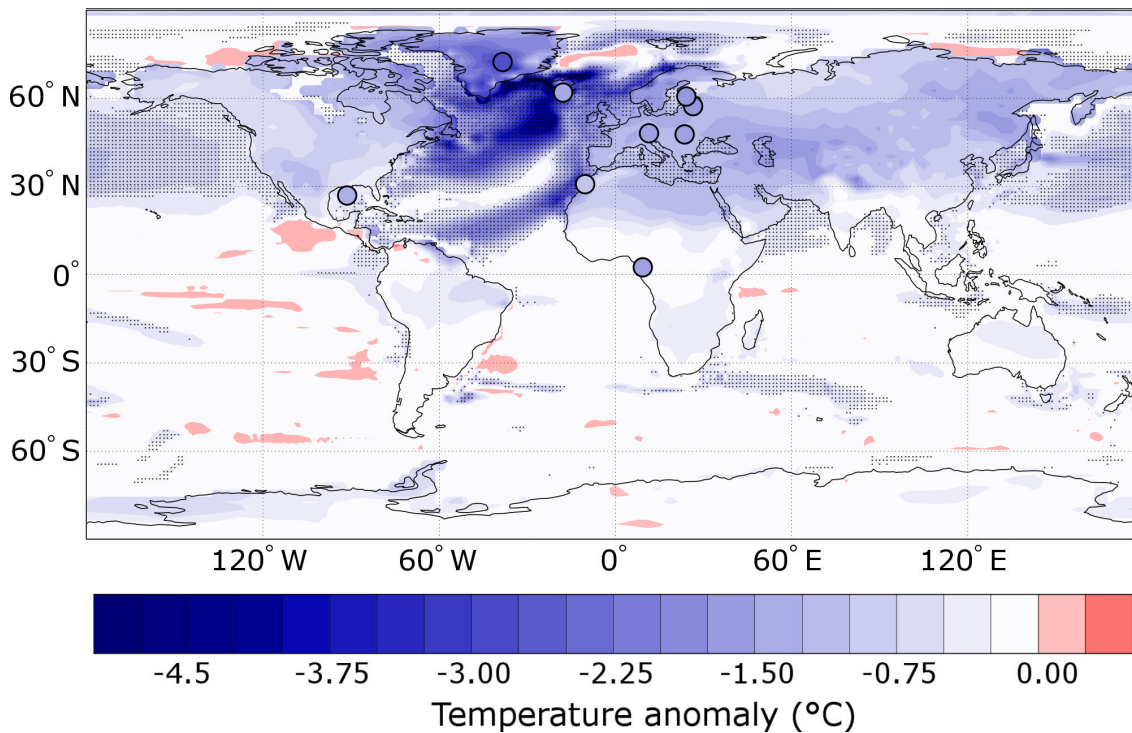 60° N
30° N
0°
30° S
60° S
120° W 60° W 0° 60° E 120° E
-4.5 -3.75 -3.00 -2.25 -1.50 -0.75 0.00
Temperature anomaly (°C)